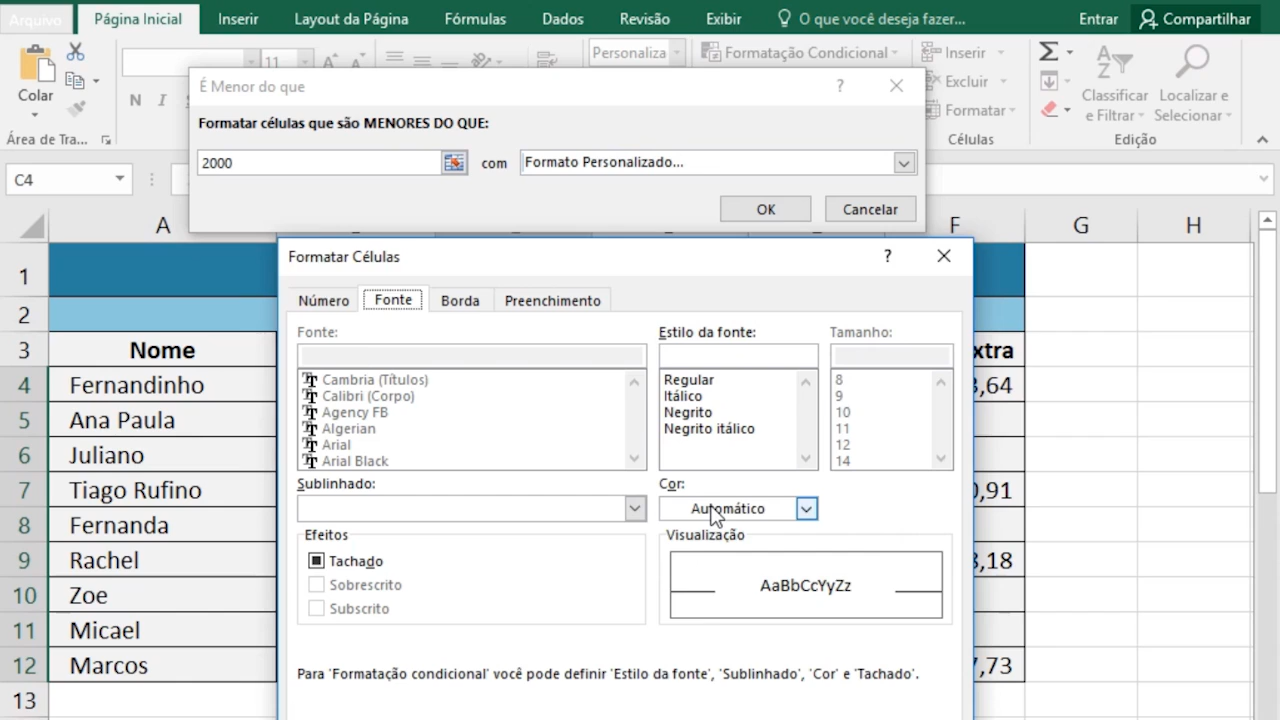 Arquivo Página Inicial Inserir Layout da Página Fórmulas Dados Revisão Exibir O que você deseja fazer... Entrar Compartilhar
Colar
Área de Tra...
11
N I
Personaliza
Formatação Condicional
Inserir
Excluir
Formatar
Células
Classificar
e Filtrar
Localizar e
Selecionar
Edição
É Menor do que ?
Formatar células que são MENORES DO QUE:
2000 com Formato Personalizado...
OK Cancelar
C4
A F G H
1
2
3 Nome xtra
4 Fernandinho ,64
5 Ana Paula
6 Juliano
7 Tiago Rufino ,91
8 Fernanda
9 Rachel ,18
10 Zoe
11 Micael
12 Marcos ,73
13
Formatar Células ?
Número Fonte Borda Preenchimento
Fonte: Estilo da fonte: Tamanho:
Cambria (Títulos) Regular 8
Calibri (Corpo) Itálico 9
Agency FB Negrito 10
Algerian Negrito itálico 11
Arial 12
Arial Black 14
Sublinhado: Cor:
Automático
Efeitos Visualização
Tachado
Sobrescrito AaBbCcYyZz
Subscrito
Para 'Formatação condicional' você pode definir 'Estilo da fonte', 'Sublinhado', 'Cor' e 'Tachado'.